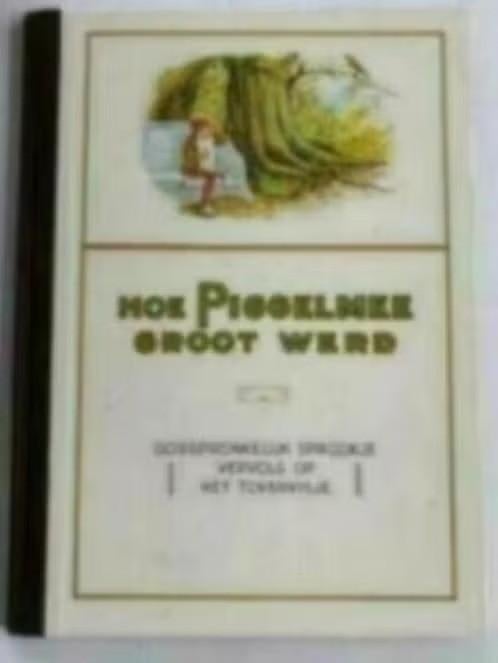 HOE PIGGELMEE
GROOT WERD
OORSPRONKELIJK SPROOKJE
VERVOLG OP
HET TOVERVISJE